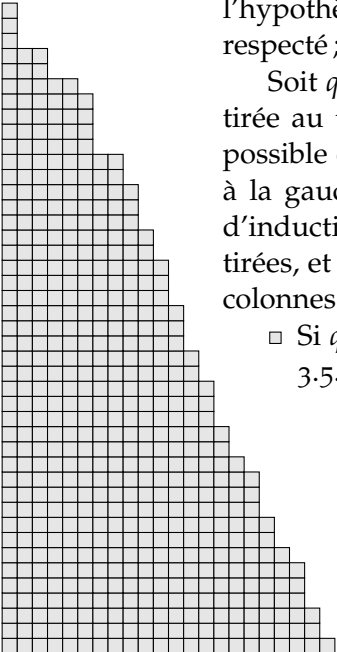 l'hypothè
respecté ;
Soit q
tirée au
possible
à la gauc
d'inducti
tirées, et
colonnes
▫ Si q
3·5·